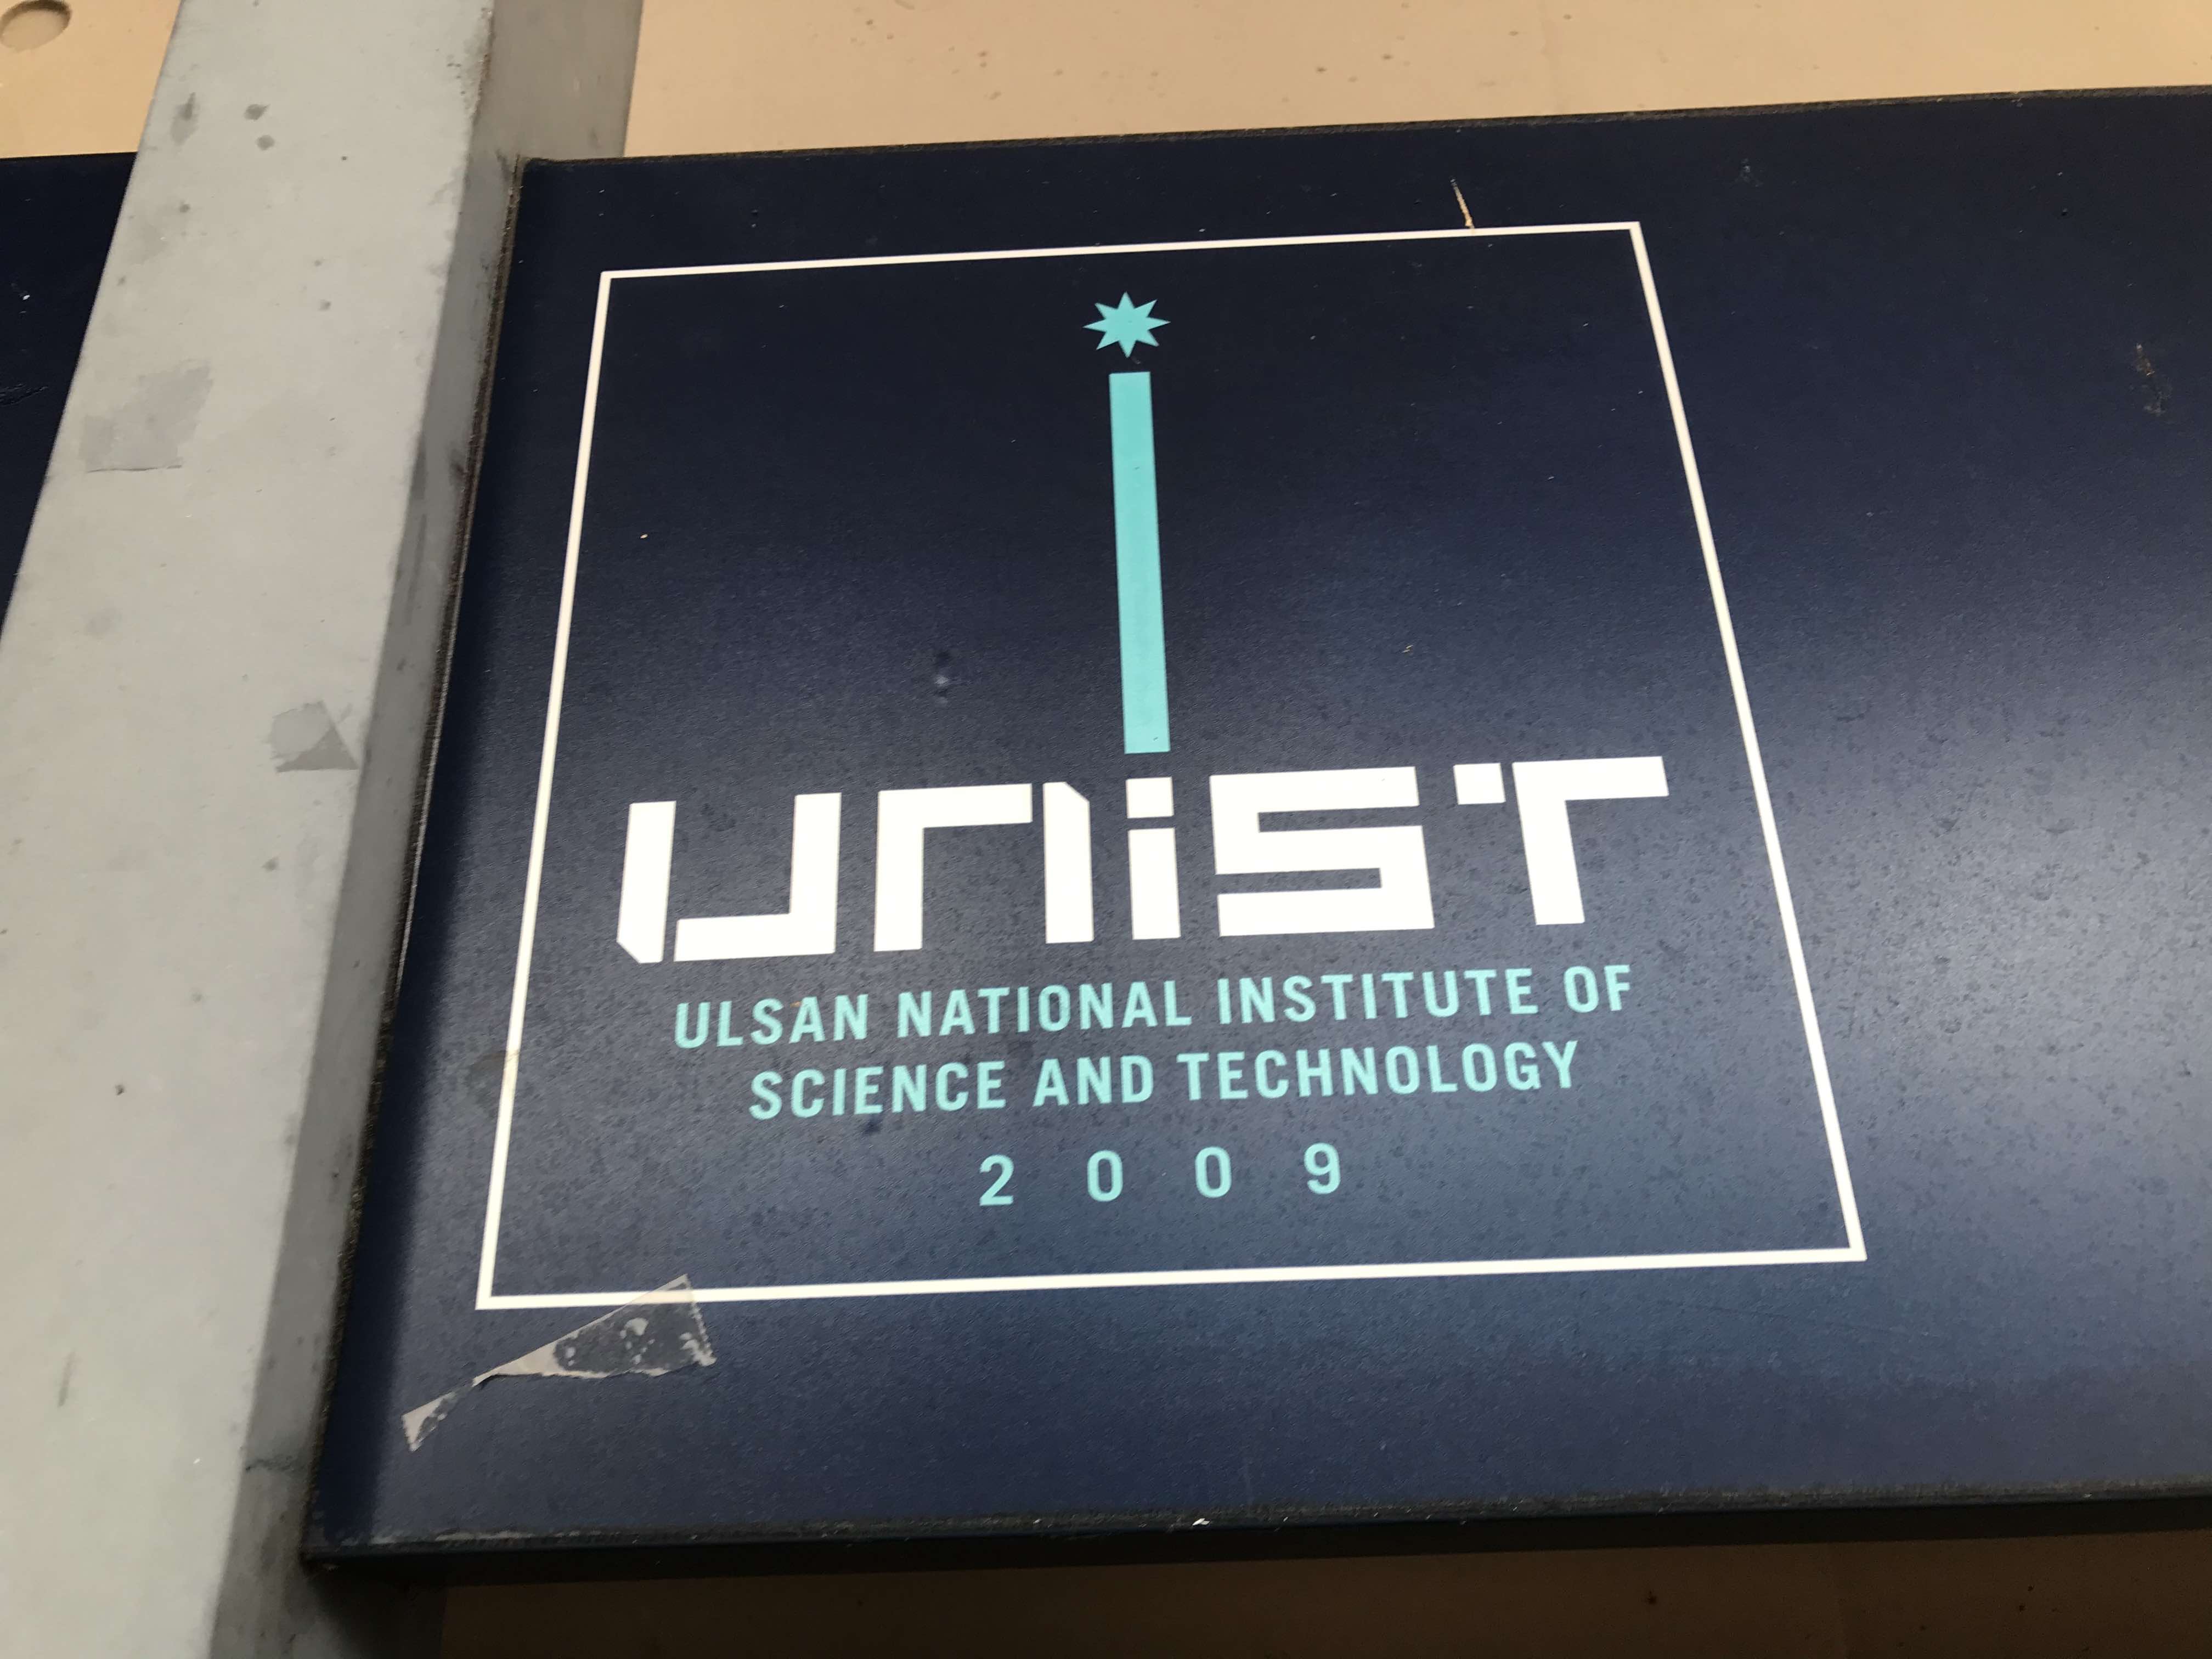 UNiST
ULSAN NATIONAL INSTITUTE OF
SCIENCE AND TECHNOLOGY
2009